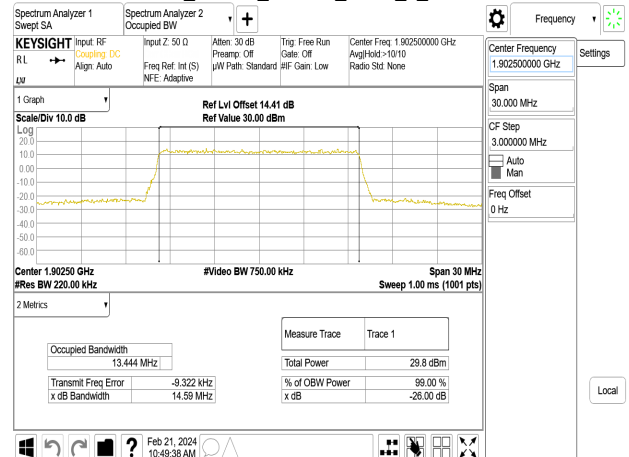 Spectrum Analyzer 1
Swept SA
Spectrum Analyzer 2
Occupied BW
+
Frequency
KEYSIGHT
RL
Input: RF
Coupling: DC
Align: Auto
Input Z: 50 Ω
Freq Ref: Int (S)
NFE: Adaptive
Atten: 30 dB
Preamp: Off
µW Path: Standard
Trig: Free Run
Gate: Off
#IF Gain: Low
Center Freq: 1.902500000 GHz
Avg|Hold:>10/10
Radio Std: None
Center Frequency
1.902500000 GHz
Settings
Span
30.000 MHz
CF Step
3.000000 MHz
Auto
Man
Freq Offset
0 Hz
Local
1 Graph
Ref Lvl Offset 14.41 dB
Scale/Div 10.0 dB
Ref Value 30.00 dBm
Log
20.0
10.0
0.00
-10.0
-20.0
-30.0
-40.0
-50.0
-60.0
Center 1.90250 GHz
#Video BW 750.00 kHz
Span 30 MHz
#Res BW 220.00 kHz
Sweep 1.00 ms (1001 pts)
2 Metrics
Measure Trace
Trace 1
Occupied Bandwidth
13.444 MHz
Total Power
29.8 dBm
Transmit Freq Error
-9.322 kHz
% of OBW Power
99.00 %
x dB Bandwidth
14.59 MHz
x dB
-26.00 dB
?
Feb 21, 2024
10:49:38 AM